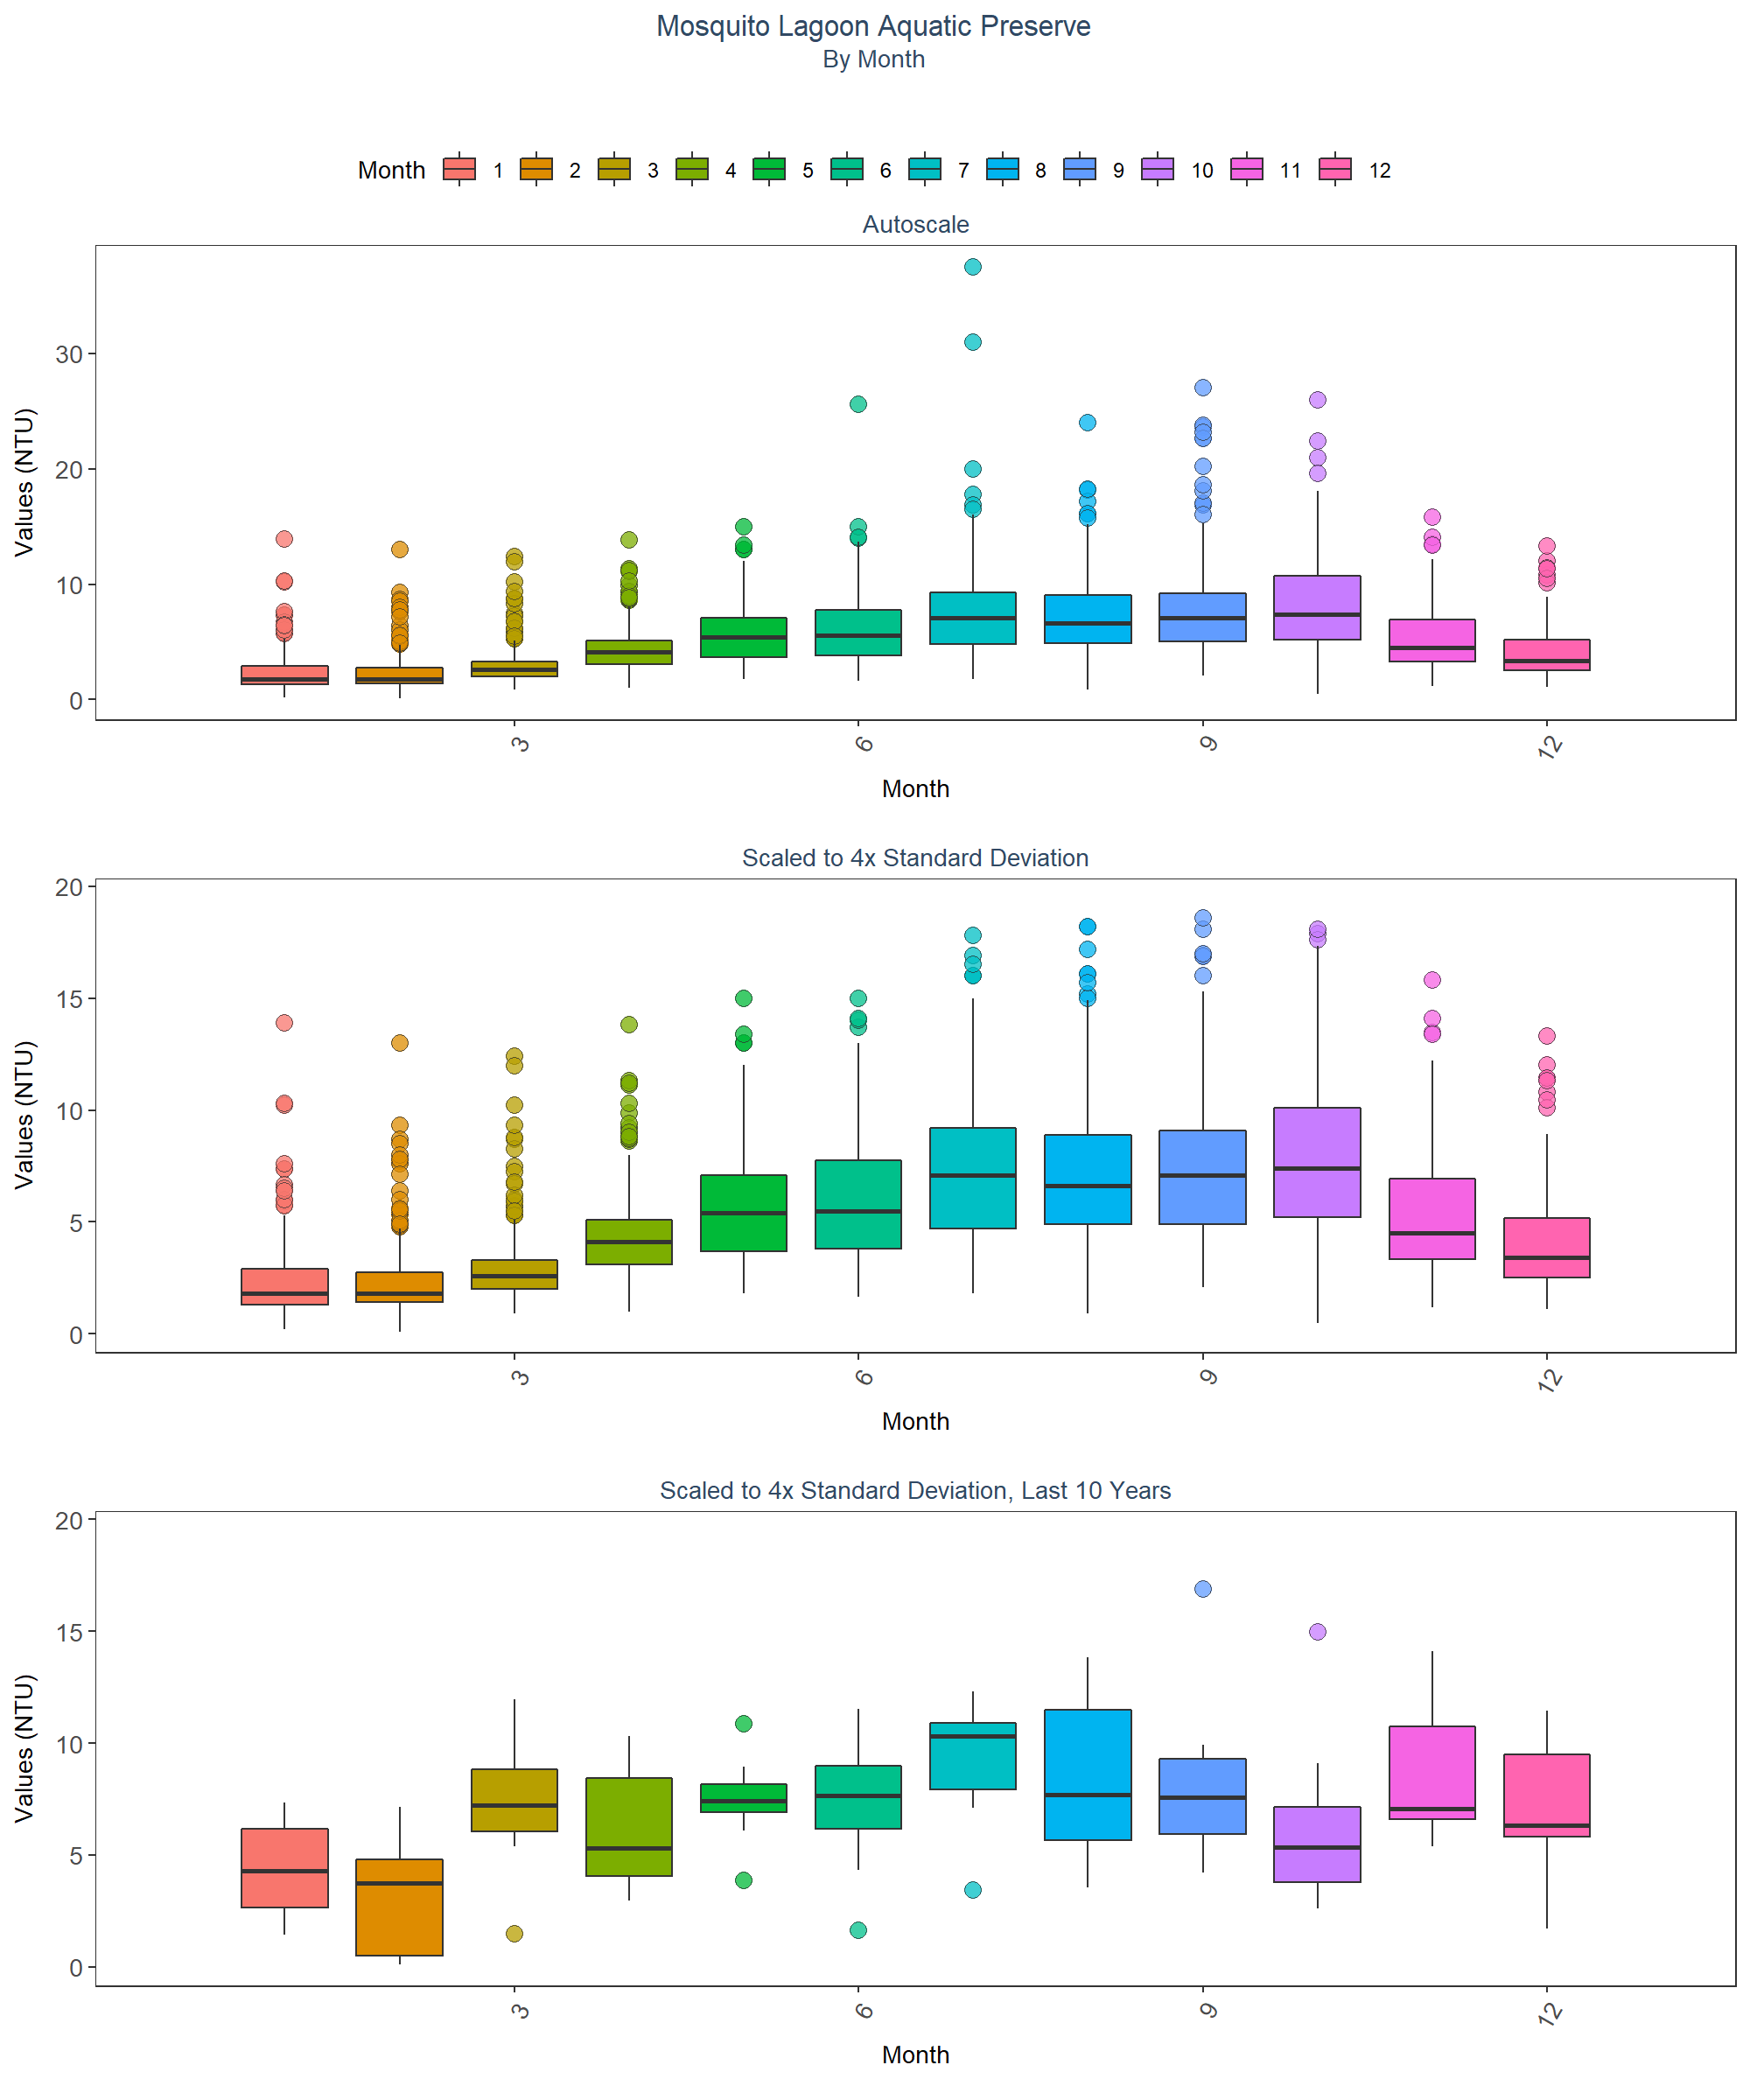 Mosquito Lagoon Aquatic Preserve
By Month
Month 1 2 3 4 5 6 7 8 9 10 11 12
Autoscale
Values (NTU)
30
20
10
0
3 6 9 12
Month
Scaled to 4x Standard Deviation
Values (NTU)
20
15
10
5
0
3 6 9 12
Month
Scaled to 4x Standard Deviation, Last 10 Years
Values (NTU)
20
15
10
5
0
3 6 9 12
Month